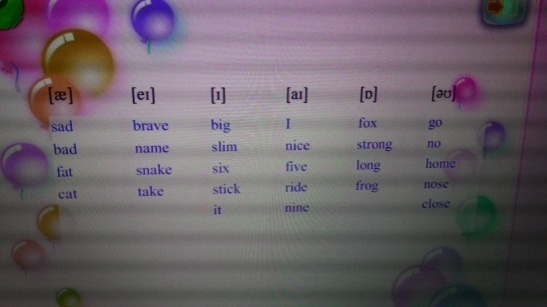 [æ] [eɪ] [ɪ] [aɪ] [ɒ] [əʊ]
sad brave big I fox go
bad name slim nice strong no
fat snake six five long home
cat take stick ride frog nose
it nine close